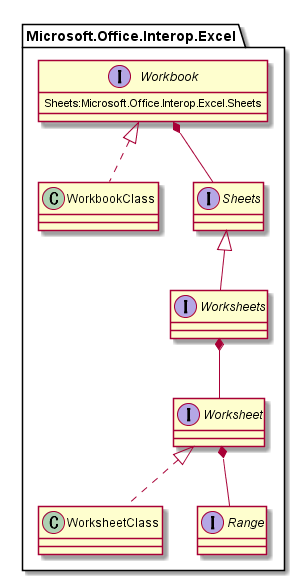 Microsoft.Office.Interop.Excel
I Workbook
Sheets:Microsoft.Office.Interop.Excel.Sheets
C WorkbookClass
I Sheets
I Worksheets
I Worksheet
C WorksheetClass
I Range